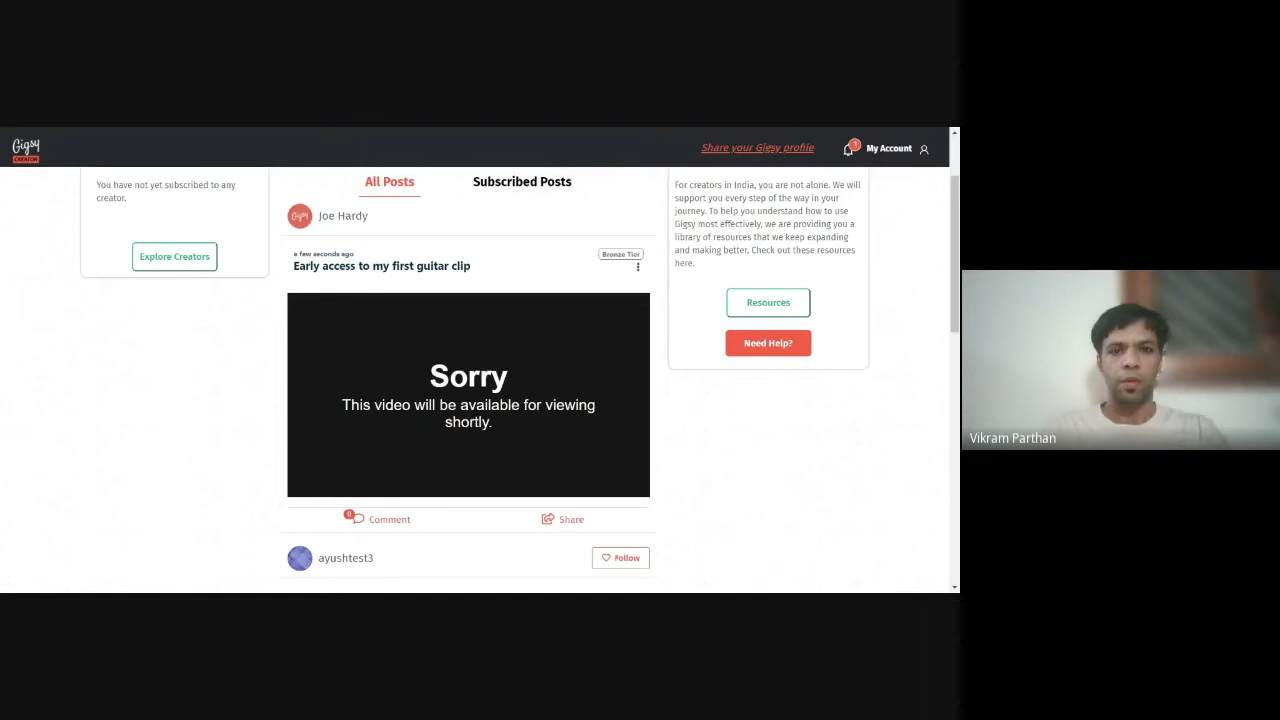 Gigsy
CREATOR
Share your Gigsy profile
1
My Account
You have not yet subscribed to any
creator.
Explore Creators
All Posts
Subscribed Posts
Gigsy
Joe Hardy
a few seconds ago
Early access to my first guitar clip
Bronze Tier
Sorry
This video will be available for viewing
shortly.
0
Comment
Share
ayushtest3
Follow
For creators in India, you are not alone. We will
support you every step of the way in your
journey. To help you understand how to use
Gigsy most effectively, we are providing you a
library of resources that we keep expanding
and making better. Check out these resources
here.
Resources
Need Help?
Vikram Parthan